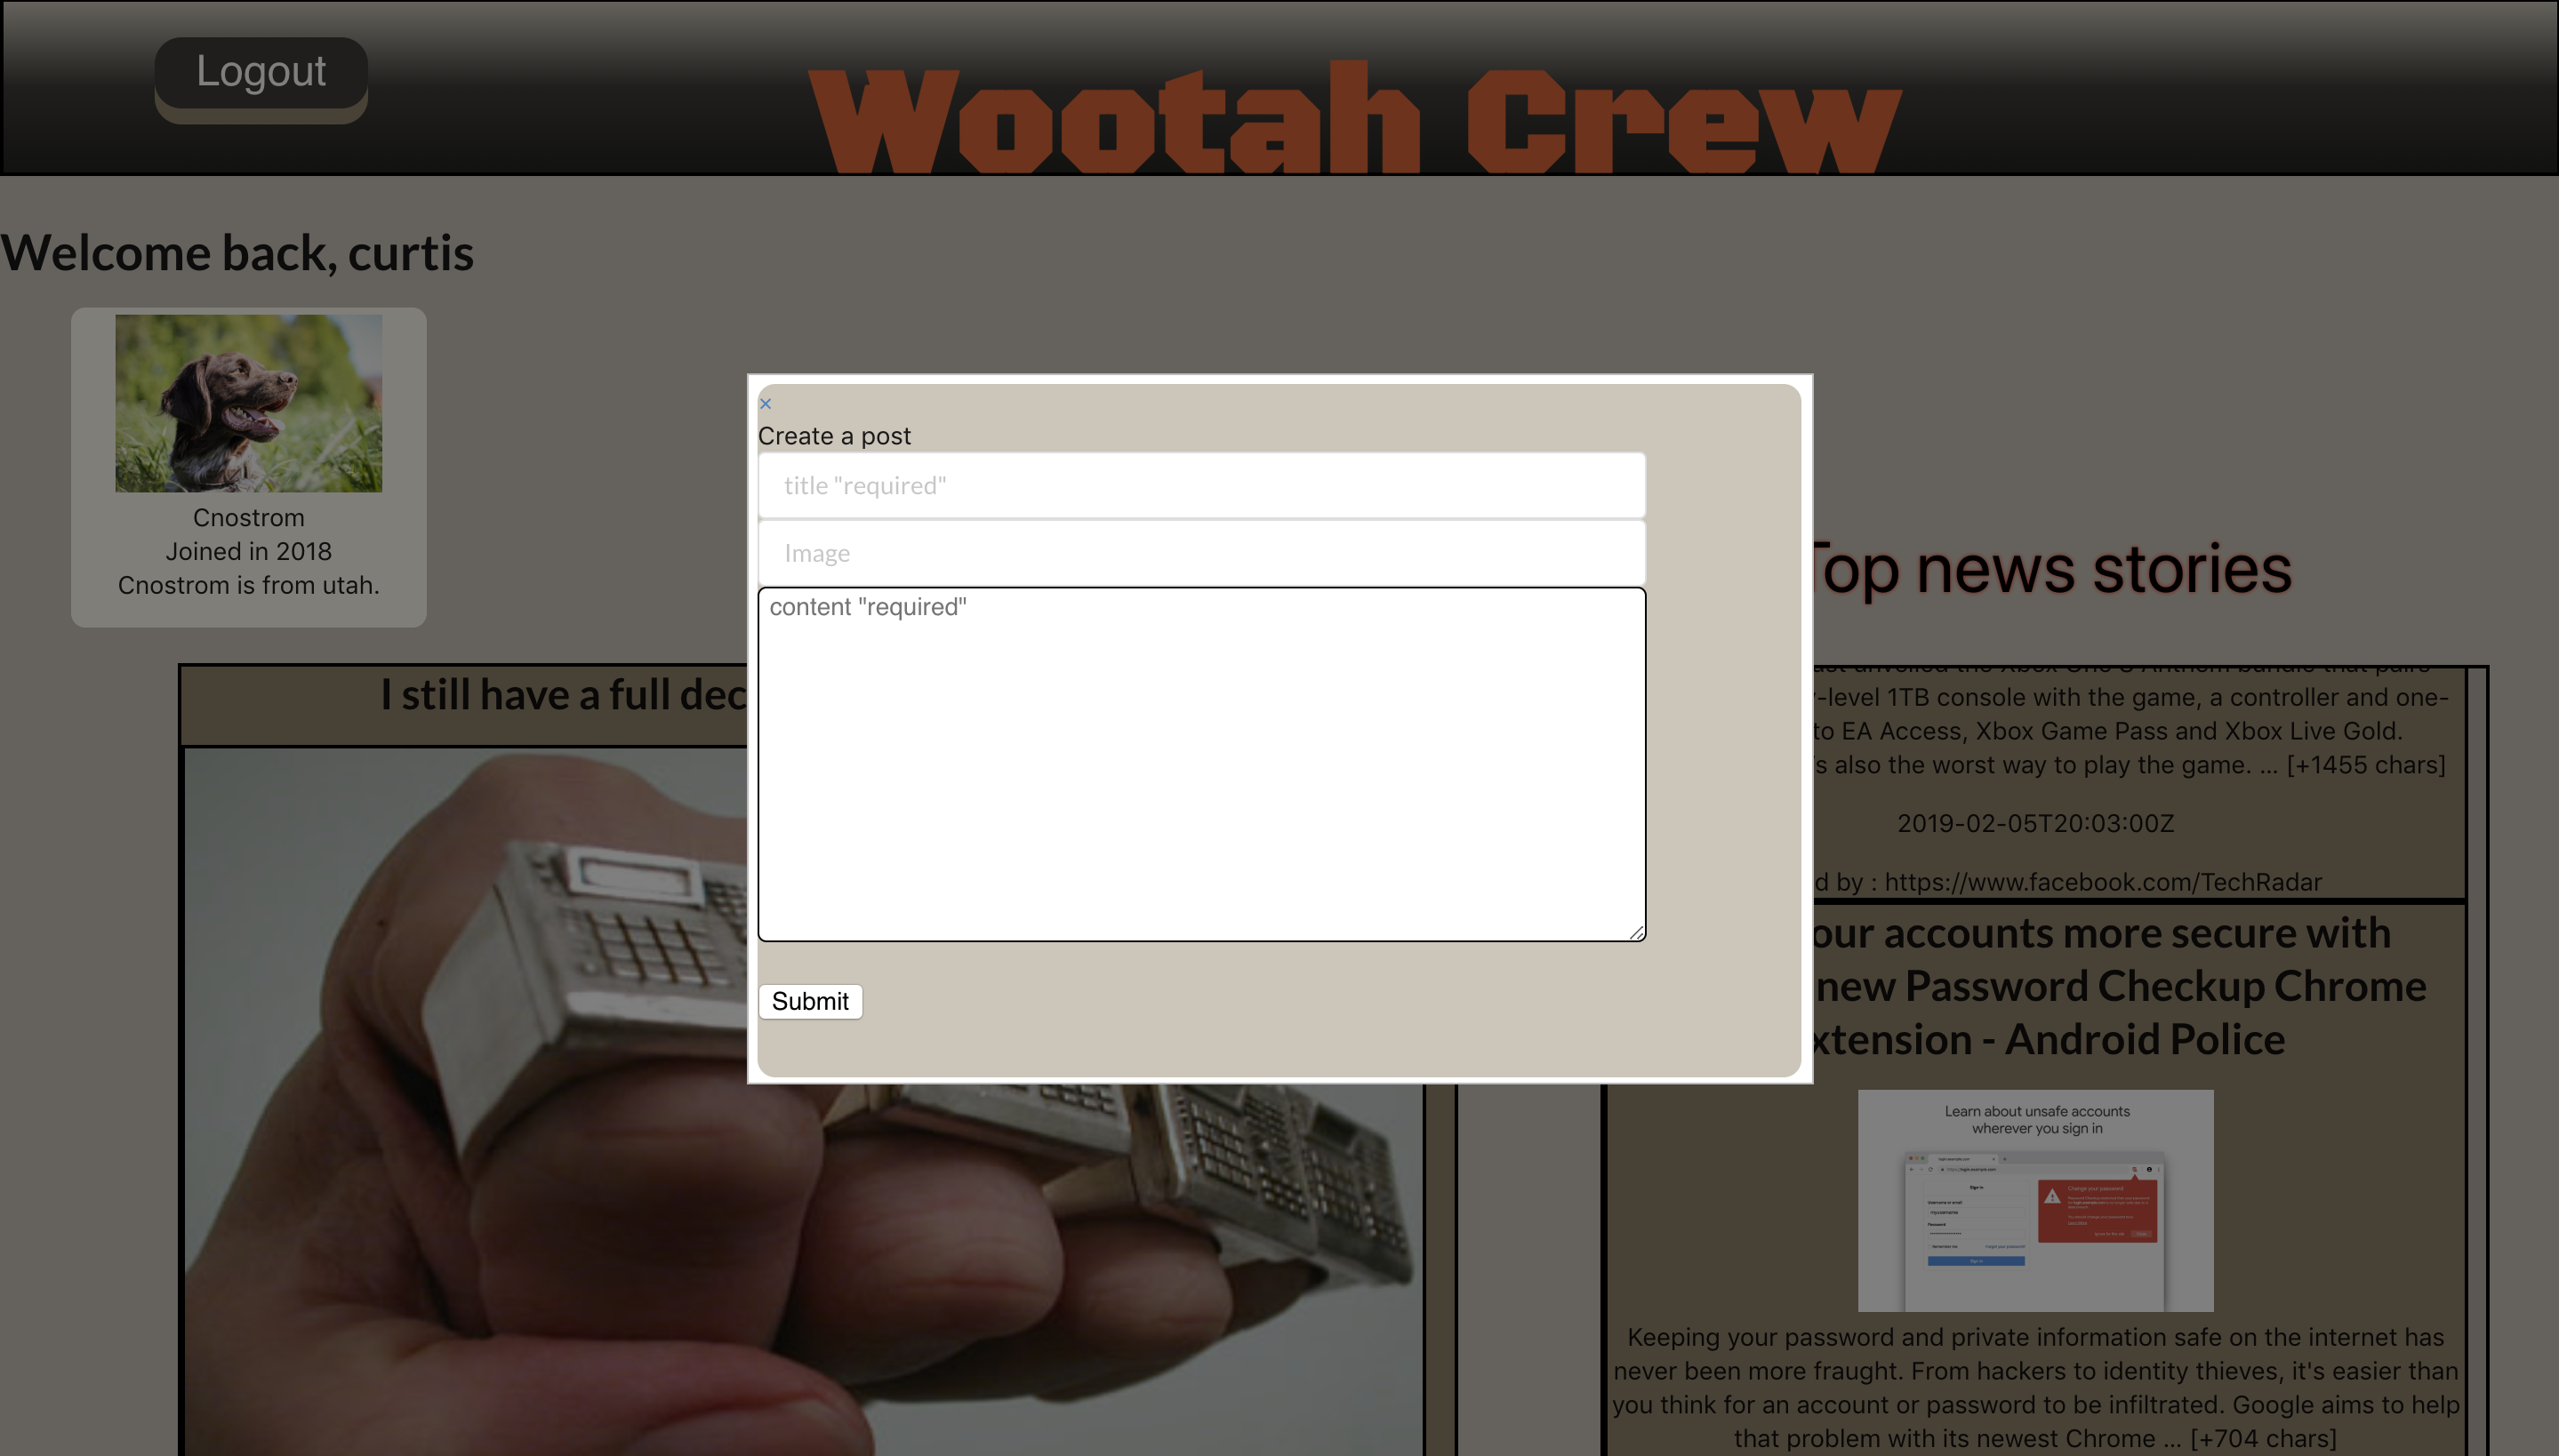 Logout
Wootah Crew
Welcome back, curtis
Cnostrom
Joined in 2018
Cnostrom is from utah.
×
Create a post
title "required"
Image
content "required"
Submit
I still have a full dec
Top news stories
-level 1TB console with the game, a controller and one-
to EA Access, Xbox Game Pass and Xbox Live Gold.
s also the worst way to play the game. ... [+1455 chars]
2019-02-05T20:03:00Z
d by : https://www.facebook.com/TechRadar
our accounts more secure with
new Password Checkup Chrome
xtension - Android Police
Learn about unsafe accounts
wherever you sign in
Sign in
Change your password
Keeping your password and private information safe on the internet has
never been more fraught. From hackers to identity thieves, it's easier than
you think for an account or password to be infiltrated. Google aims to help
that problem with its newest Chrome ... [+704 chars]